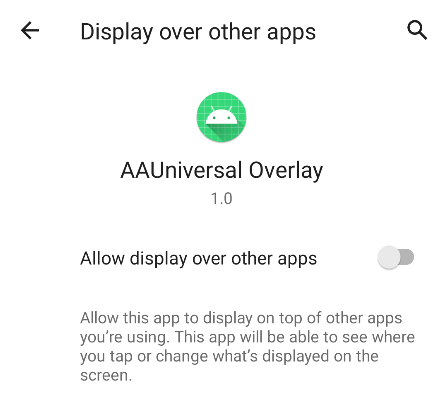 Display over other apps
AAUniversal Overlay
1.0
Allow display over other apps
Allow this app to display on top of other apps
you're using. This app will be able to see where
you tap or change what's displayed on the
screen.